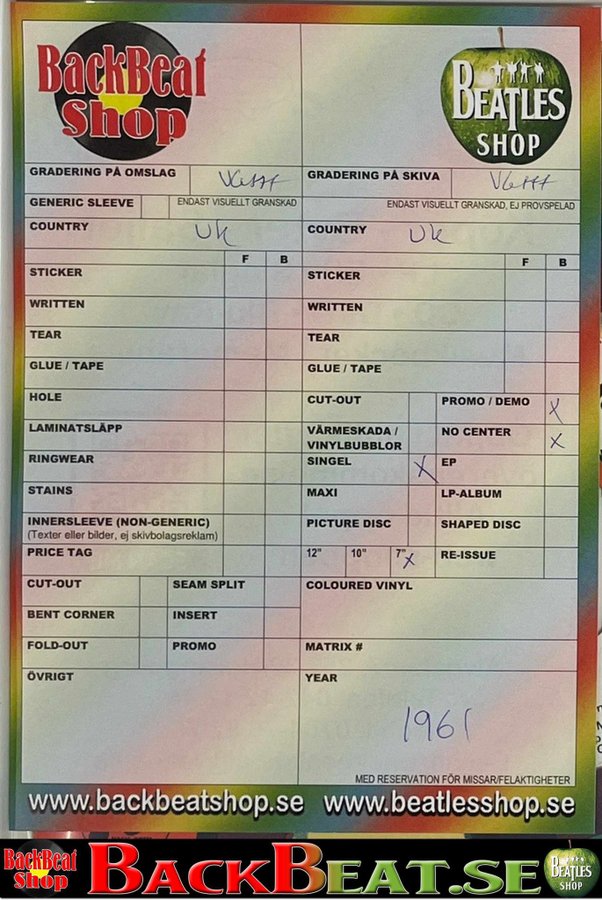 BackBeat
Shop
BEATLES
SHOP
GRADERING PÅ OMSLAG VG+++
GRADERING PÅ SKIVA VG+++
GENERIC SLEEVE ENDAST VISUELLT GRANSKAD
ENDAST VISUELLT GRANSKAD, EJ PROVSPELAD
COUNTRY UK
COUNTRY UK
F B
F B
STICKER
STICKER
WRITTEN
WRITTEN
TEAR
TEAR
GLUE / TAPE
GLUE / TAPE
HOLE
CUT-OUT PROMO / DEMO X
LAMINATSLÄPP
VÄRMESKADA / NO CENTER X
VINYLBUBBLOR
RINGWEAR
SINGEL X EP
STAINS
MAXI LP-ALBUM
INNERSLEEVE (NON-GENERIC)
(Texter eller bilder, ej skivbolagsreklam)
PICTURE DISC SHAPED DISC
PRICE TAG
12" 10" 7" X RE-ISSUE
CUT-OUT SEAM SPLIT
COLOURED VINYL
BENT CORNER INSERT
FOLD-OUT PROMO
MATRIX #
ÖVRIGT
YEAR
1961
MED RESERVATION FÖR MISSAR/FELAKTIGHETER
www.backbeatshop.se www.beatlesshop.se
BackBeat
Shop
BACKBEAT.SE
BEATLES
SHOP